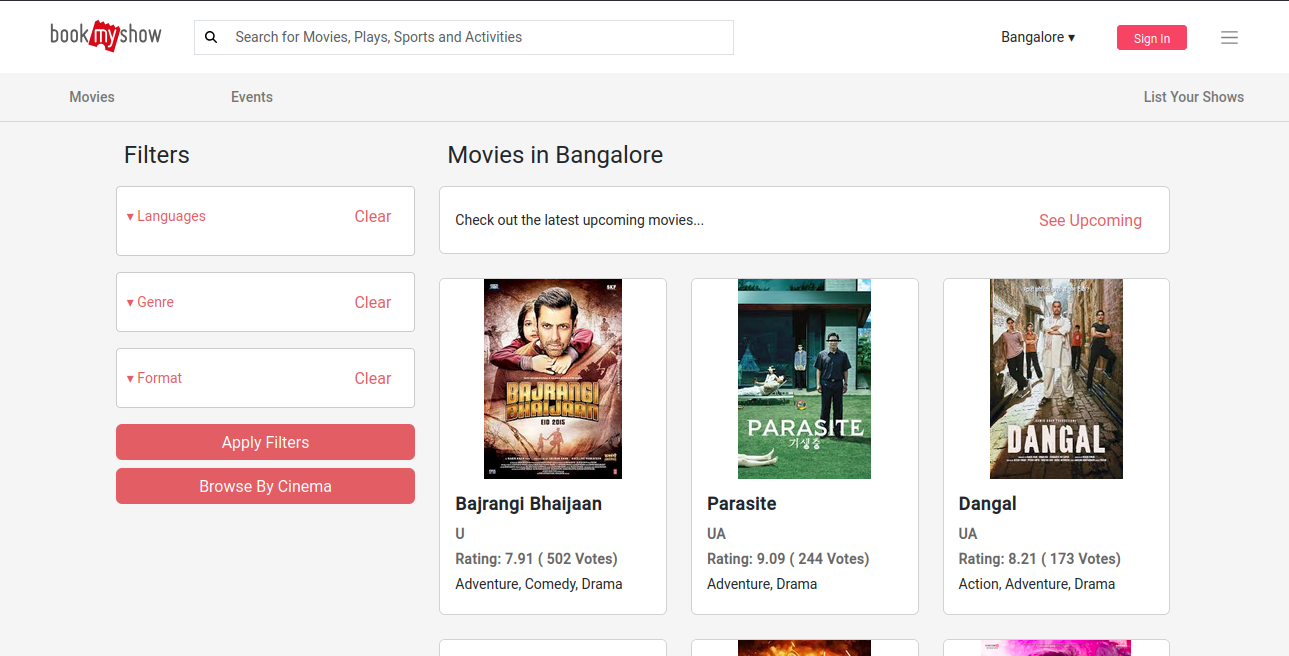 bookmyshow
Search for Movies, Plays, Sports and Activities
Bangalore ▾
Sign In
Movies
Events
List Your Shows
Filters
▾ Languages
Clear
▾ Genre
Clear
▾ Format
Clear
Apply Filters
Browse By Cinema
Movies in Bangalore
Check out the latest upcoming movies...
See Upcoming
BAJRANGI
BHAIJAAN
EID 2015
Bajrangi Bhaijaan
U
Rating: 7.91 ( 502 Votes)
Adventure, Comedy, Drama
PARASITE
기생충
Parasite
UA
Rating: 9.09 ( 244 Votes)
Adventure, Drama
DANGAL
Dangal
UA
Rating: 8.21 ( 173 Votes)
Action, Adventure, Drama